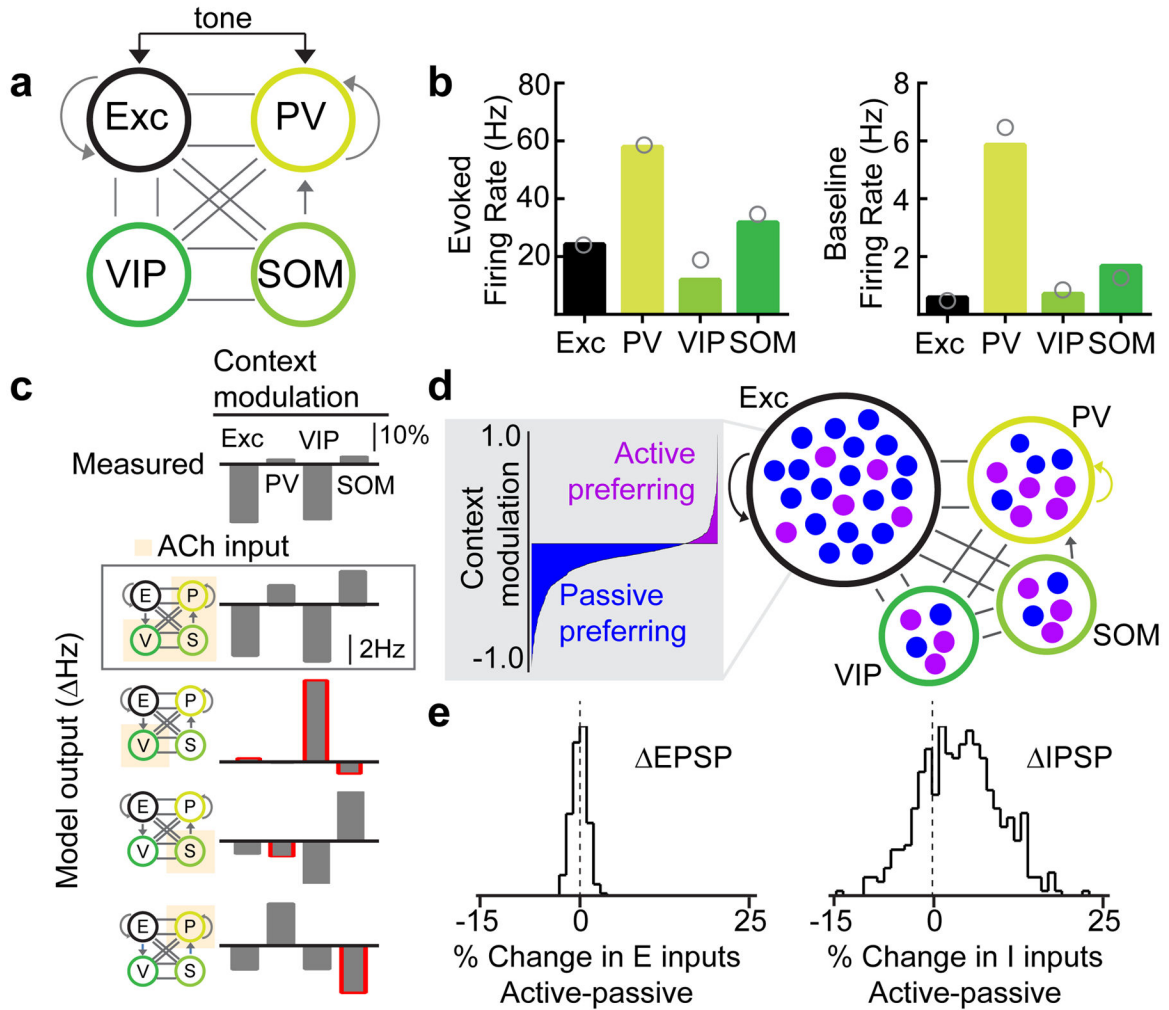 a
tone
Exc
PV
VIP
SOM
b
Evoked
Firing Rate (Hz)
80
60
40
20
Exc PV VIP SOM
Baseline
Firing Rate (Hz)
8
6
4
2
Exc PV VIP SOM
c
Context
modulation
Exc VIP
10%
Measured
PV SOM
ACh input
Model output (ΔHz)
E P
V S
2Hz
E P
V S
E P
V S
E P
V S
d
Context
modulation
1.0
-1.0
Active
preferring
Passive
preferring
Exc
PV
VIP
SOM
e
ΔEPSP
-15 0 25
% Change in E inputs
Active-passive
ΔIPSP
-15 0 25
% Change in I inputs
Active-passive